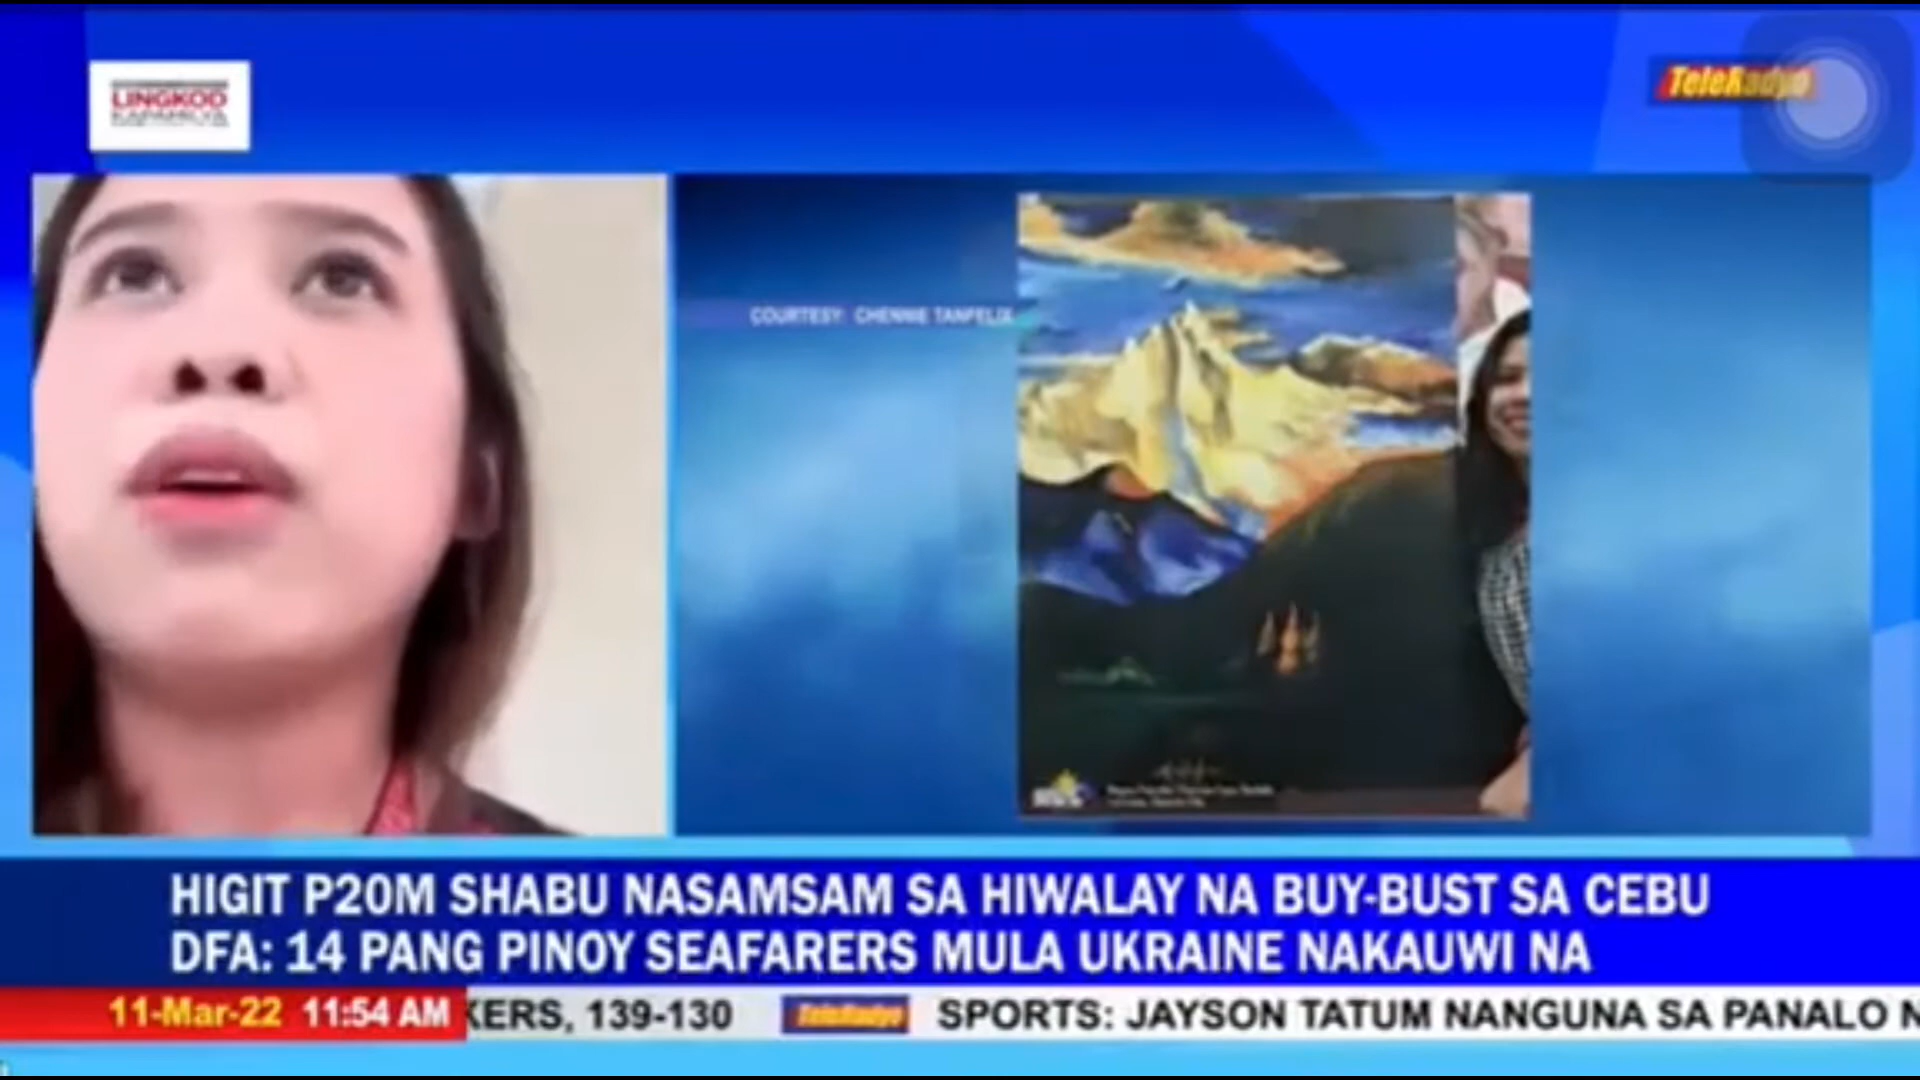 LINGKOD
KAPAMILYA
TeleRadyo
COURTESY: CHENNIE TANFELIX
HIGIT P20M SHABU NASAMSAM SA HIWALAY NA BUY-BUST SA CEBU
DFA: 14 PANG PINOY SEAFARERS MULA UKRAINE NAKAUWI NA
11-Mar-22 11:54 AM KERS, 139-130 TeleRadyo SPORTS: JAYSON TATUM NANGUNA SA PANALO N